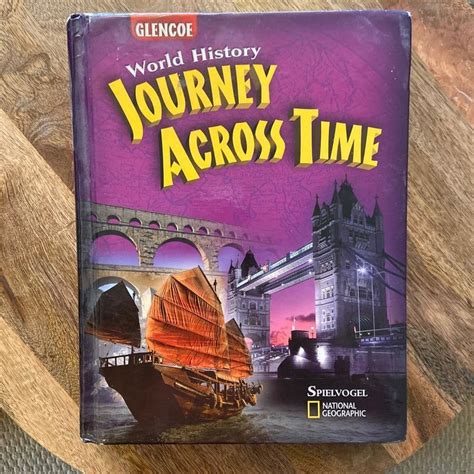 GLENCOE
World History
JOURNEY
ACROSS TIME
SPIELVOGEL
NATIONAL
GEOGRAPHIC